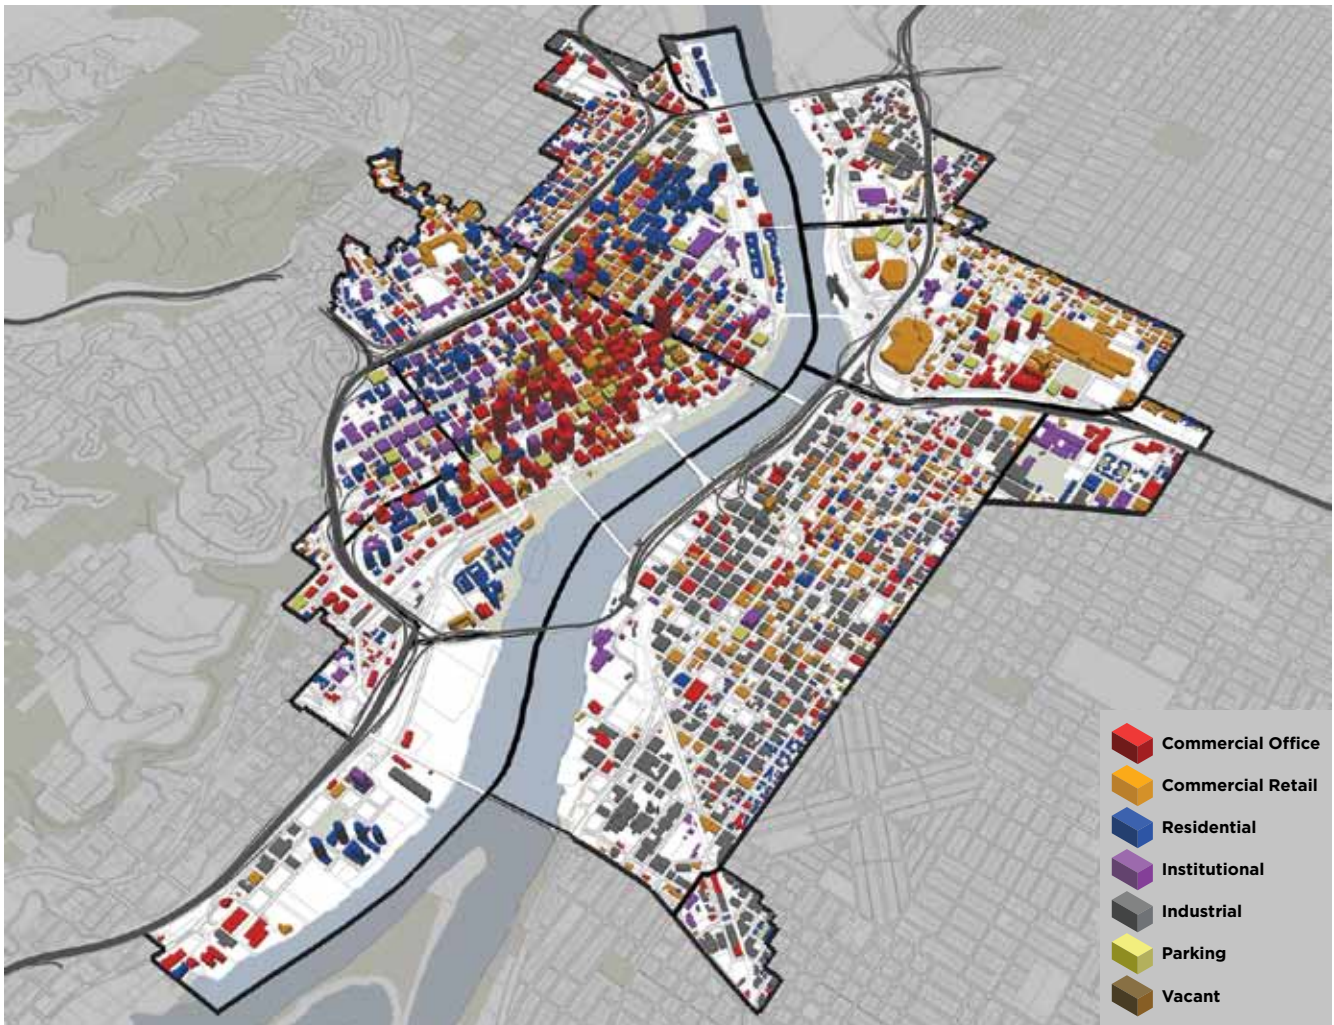 Commercial Office
Commercial Retail
Residential
Institutional
Industrial
Parking
Vacant